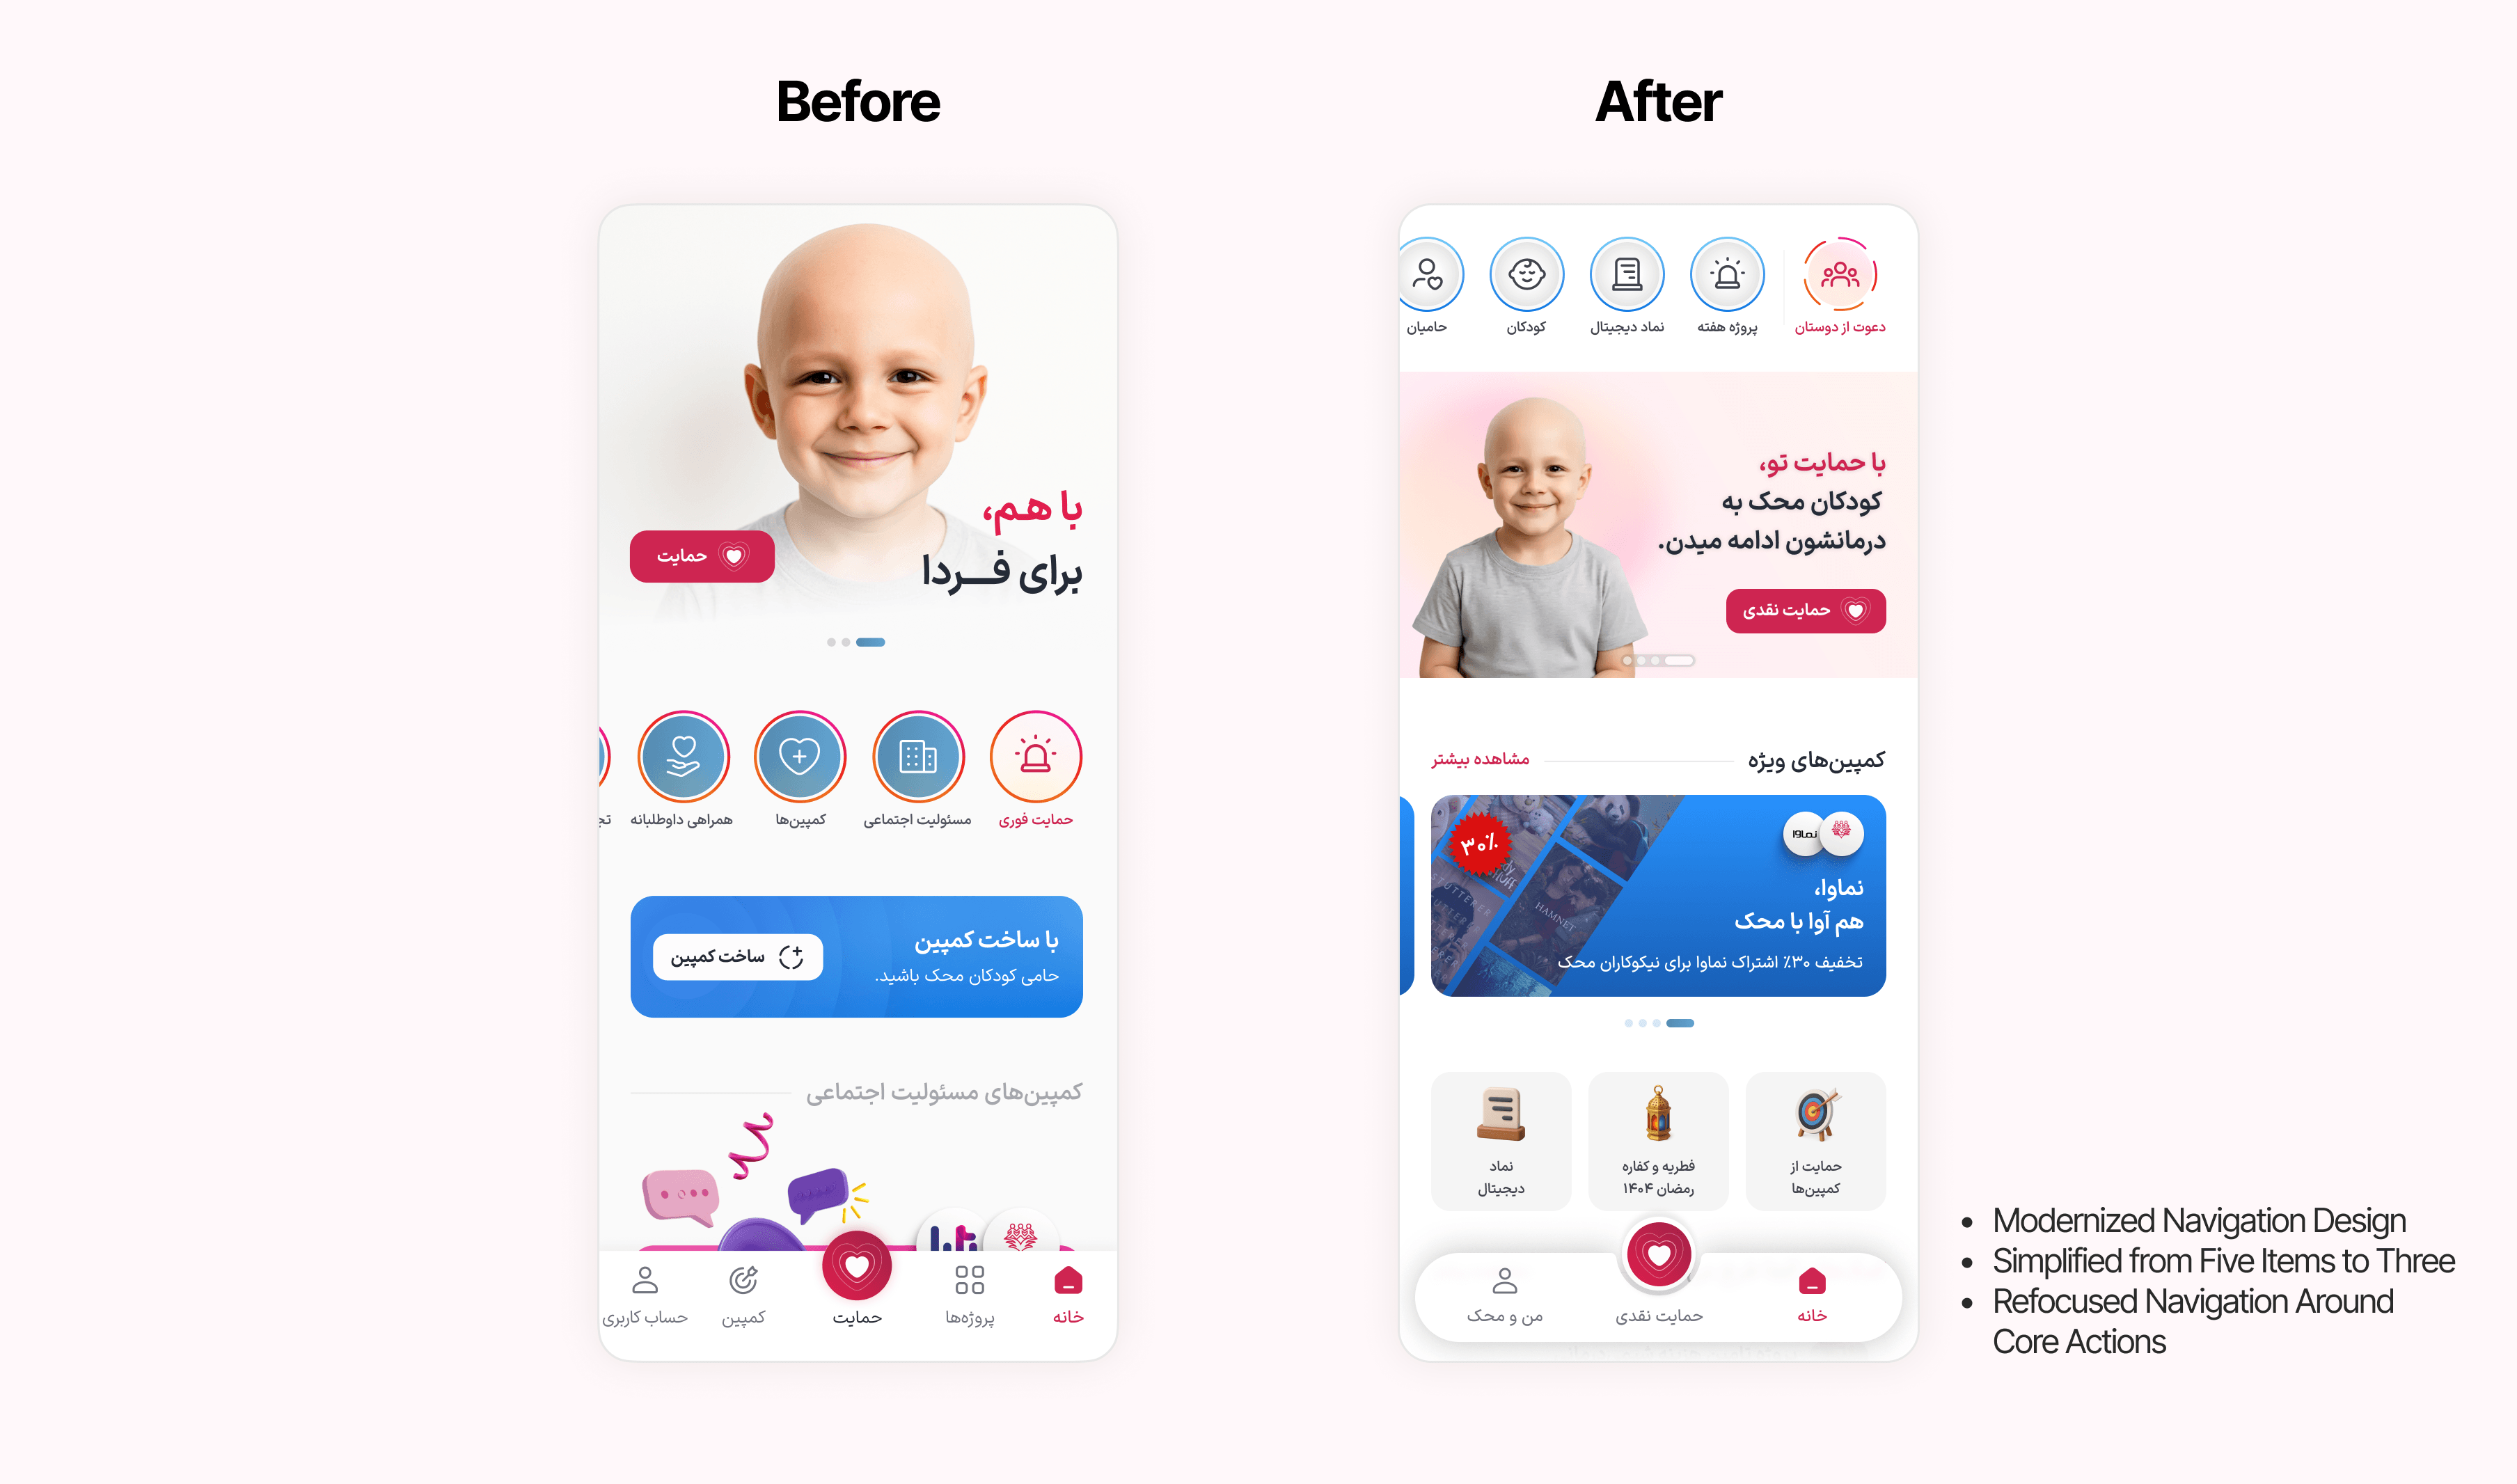 Before
با هم،
برای فـــردا
حمایت
حمایت فوری
مسئولیت اجتماعی
کمپین‌ها
همراهی داوطلبانه
با ساخت کمپین
حامی کودکان محک باشید.
ساخت کمپین
کمپین‌های مسئولیت اجتماعی
خانه
پروژه‌ها
حمایت
کمپین
حساب کاربری
After
دعوت از دوستان
پروژه هفته
نماد دیجیتال
کودکان
حامیان
با حمایت تو،
کودکان محک به
درمانشون ادامه میدن.
حمایت نقدی
کمپین‌های ویژه
مشاهده بیشتر
نماوا
۳۰٪
HAMNET
STUTTERER
نماوا،
هم آوا با محک
تخفیف ۳۰٪ اشتراک نماوا برای نیکوکاران محک
حمایت از
کمپین‌ها
فطریه و کفاره
رمضان ۱۴۰۴
نماد
دیجیتال
خانه
حمایت نقدی
من و محک
• Modernized Navigation Design
• Simplified from Five Items to Three
• Refocused Navigation Around
Core Actions